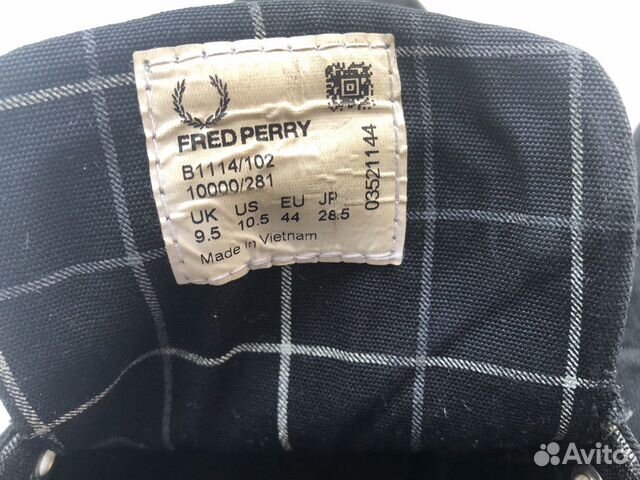 FRED PERRY
B1114/102
10000/281
UK US EU JP
9.5 10.5 44 28.5
Made in Vietnam
03521144
Avito